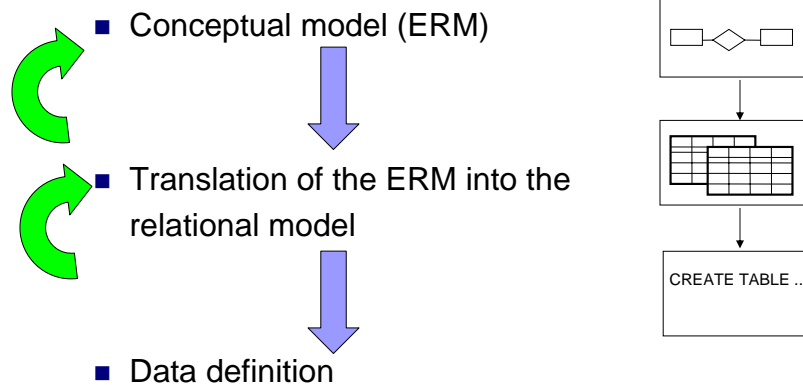 Conceptual model (ERM)
Translation of the ERM into the
relational model
CREATE TABLE ..
Data definition